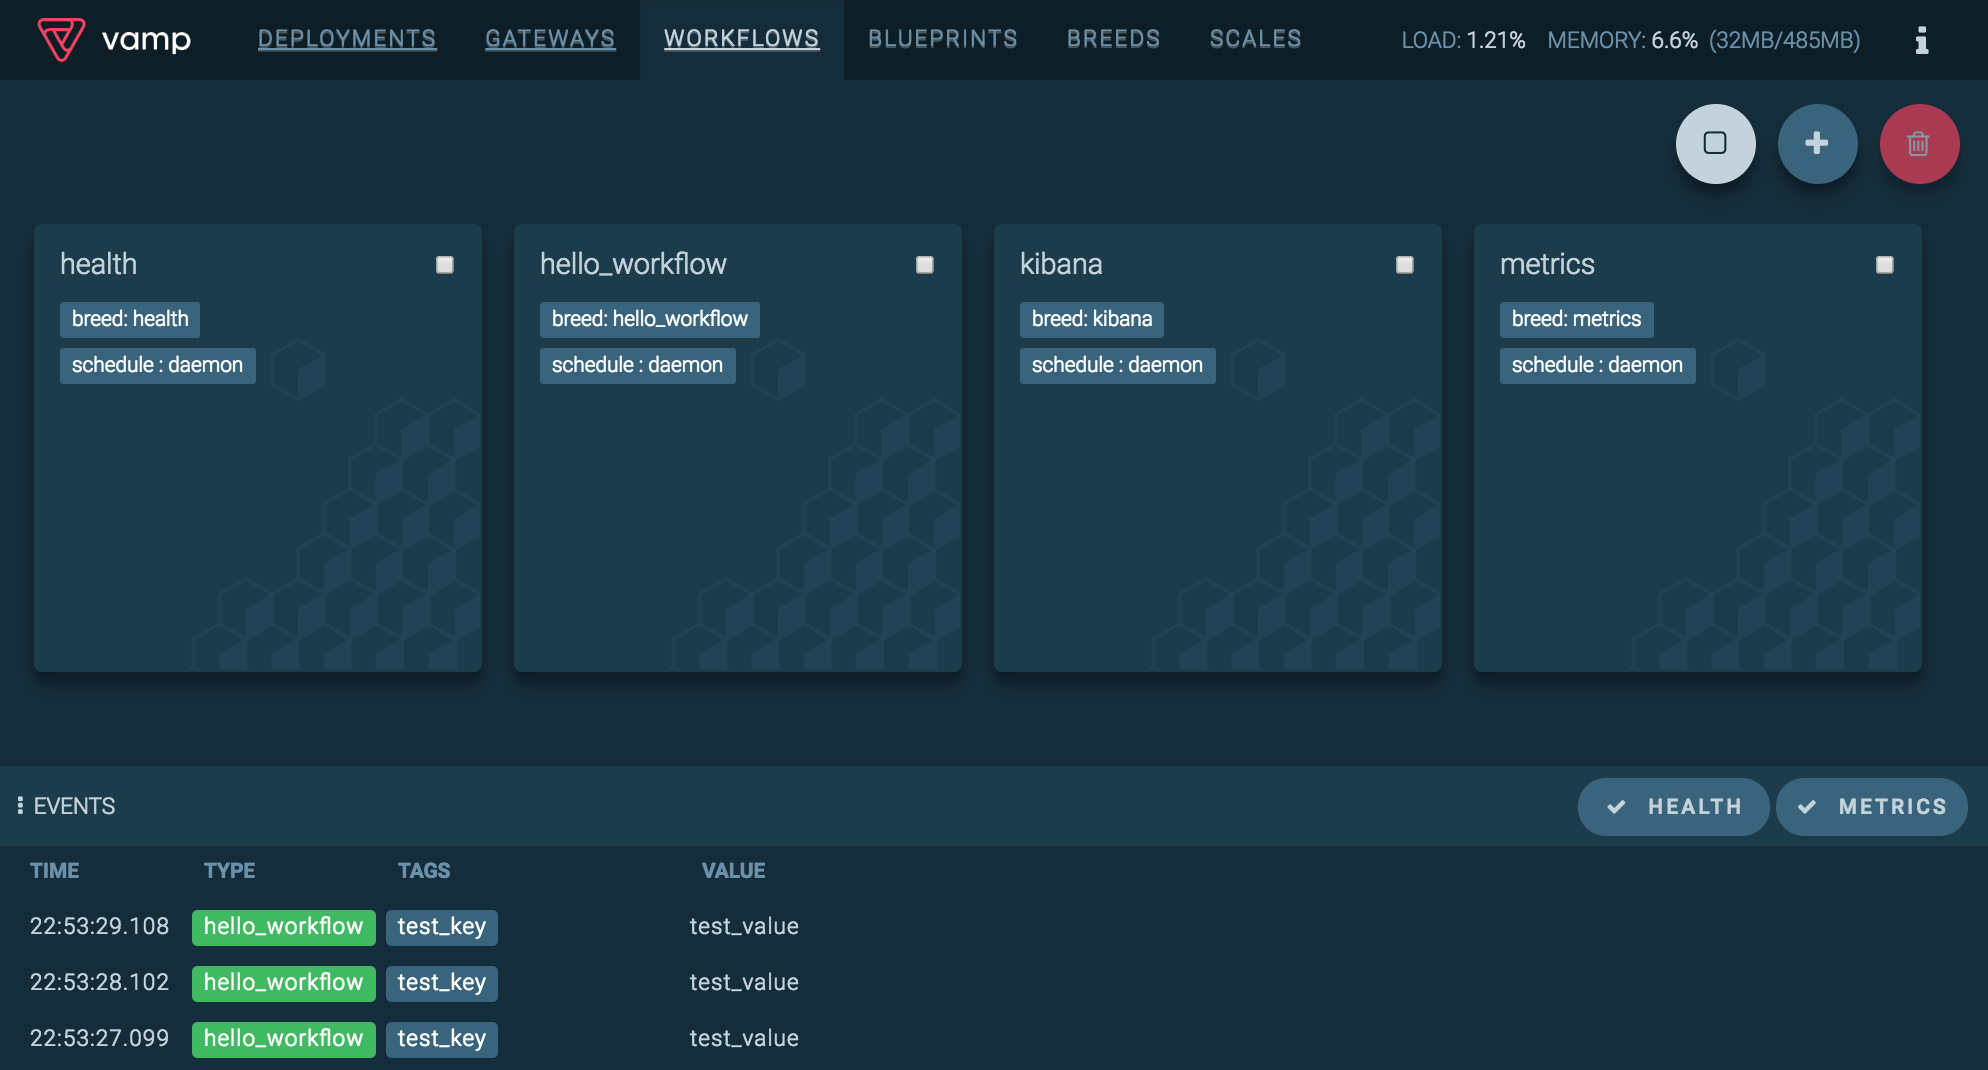 vamp DEPLOYMENTS GATEWAYS WORKFLOWS BLUEPRINTS BREEDS SCALES LOAD: 1.21% MEMORY: 6.6% (32MB/485MB)
health
breed: health
schedule : daemon
hello_workflow
breed: hello_workflow
schedule : daemon
kibana
breed: kibana
schedule : daemon
metrics
breed: metrics
schedule : daemon
EVENTS HEALTH METRICS
TIME TYPE TAGS VALUE
22:53:29.108 hello_workflow test_key test_value
22:53:28.102 hello_workflow test_key test_value
22:53:27.099 hello_workflow test_key test_value